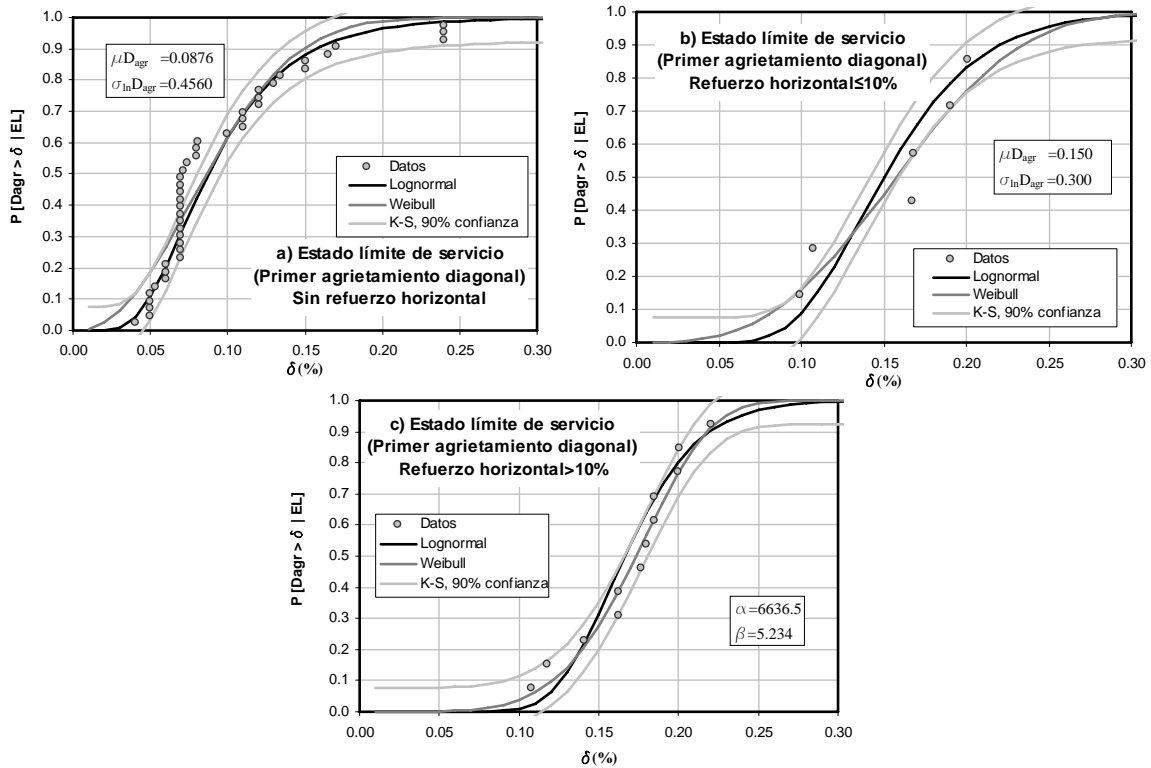 P [Dagr > δ | EL]
1.0
0.9
0.8
0.7
0.6
0.5
0.4
0.3
0.2
0.1
0.0
μD_agr =0.0876
σ_lnD_agr =0.4560
Datos
Lognormal
Weibull
K-S, 90% confianza
a) Estado límite de servicio
(Primer agrietamiento diagonal)
Sin refuerzo horizontal
0.00 0.05 0.10 0.15 0.20 0.25 0.30
δ(%)
P [Dagr > δ | EL]
1.0
0.9
0.8
0.7
0.6
0.5
0.4
0.3
0.2
0.1
0.0
b) Estado límite de servicio
(Primer agrietamiento diagonal)
Refuerzo horizontal≤10%
μD_agr =0.150
σ_lnD_agr =0.300
Datos
Lognormal
Weibull
K-S, 90% confianza
0.00 0.05 0.10 0.15 0.20 0.25 0.30
δ(%)
P [Dagr > δ | EL]
1.0
0.9
0.8
0.7
0.6
0.5
0.4
0.3
0.2
0.1
0.0
c) Estado límite de servicio
(Primer agrietamiento diagonal)
Refuerzo horizontal>10%
Datos
Lognormal
Weibull
K-S, 90% confianza
α=6636.5
β=5.234
0.00 0.05 0.10 0.15 0.20 0.25 0.30
δ(%)